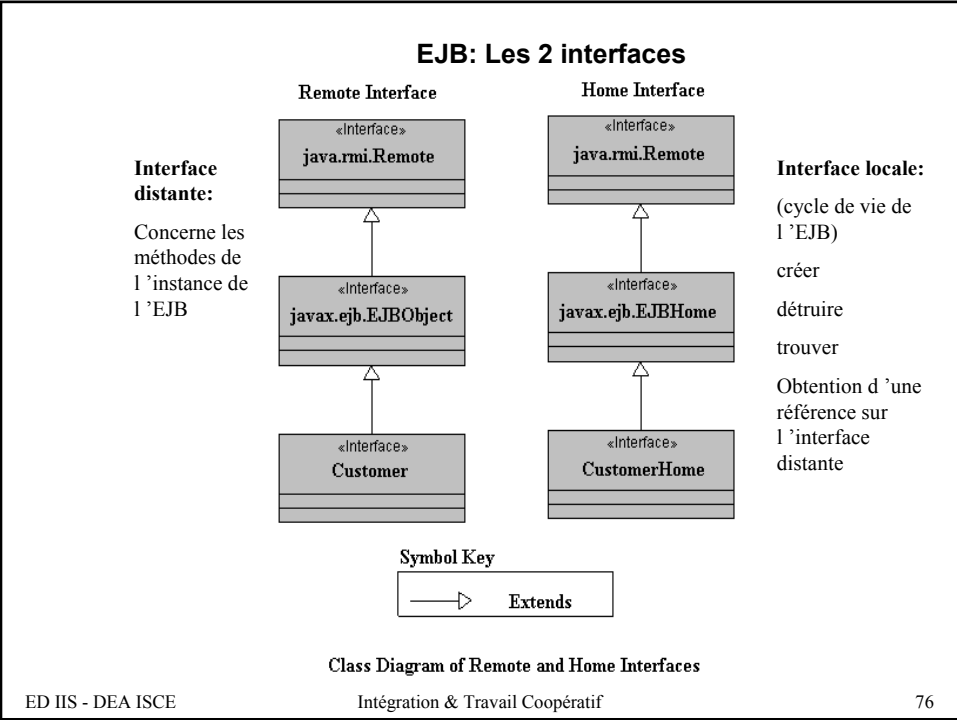 EJB: Les 2 interfaces
Remote Interface
Home Interface
Interface
distante:
Concerne les
méthodes de
l ’instance de
l ’EJB
«Interface»
java.rmi.Remote
«Interface»
javax.ejb.EJBObject
«Interface»
Customer
«Interface»
java.rmi.Remote
«Interface»
javax.ejb.EJBHome
«Interface»
CustomerHome
Interface locale:
(cycle de vie de
l ’EJB)
créer
détruire
trouver
Obtention d ’une
référence sur
l ’interface
distante
Symbol Key
Extends
Class Diagram of Remote and Home Interfaces
ED IIS - DEA ISCE
Intégration & Travail Coopératif
76